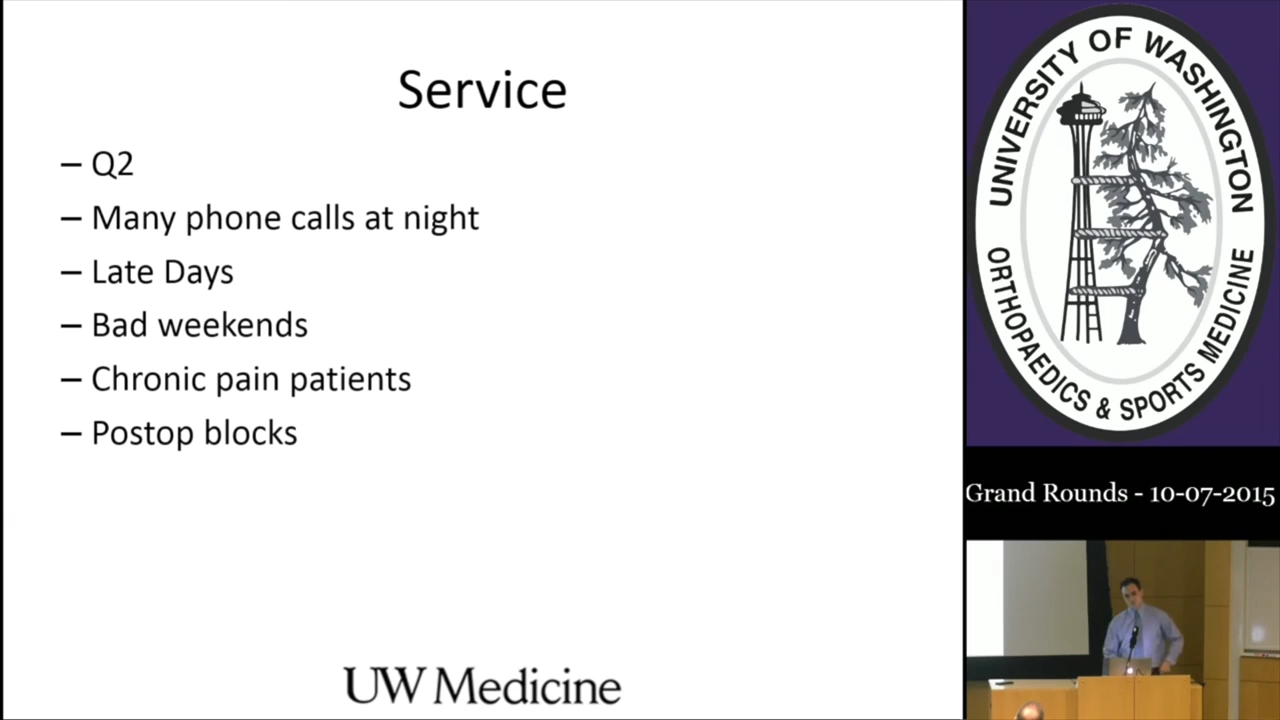 Service
– Q2
– Many phone calls at night
– Late Days
– Bad weekends
– Chronic pain patients
– Postop blocks
UW Medicine
UNIVERSITY OF WASHINGTON
ORTHOPAEDICS & SPORTS MEDICINE
Grand Rounds - 10-07-2015